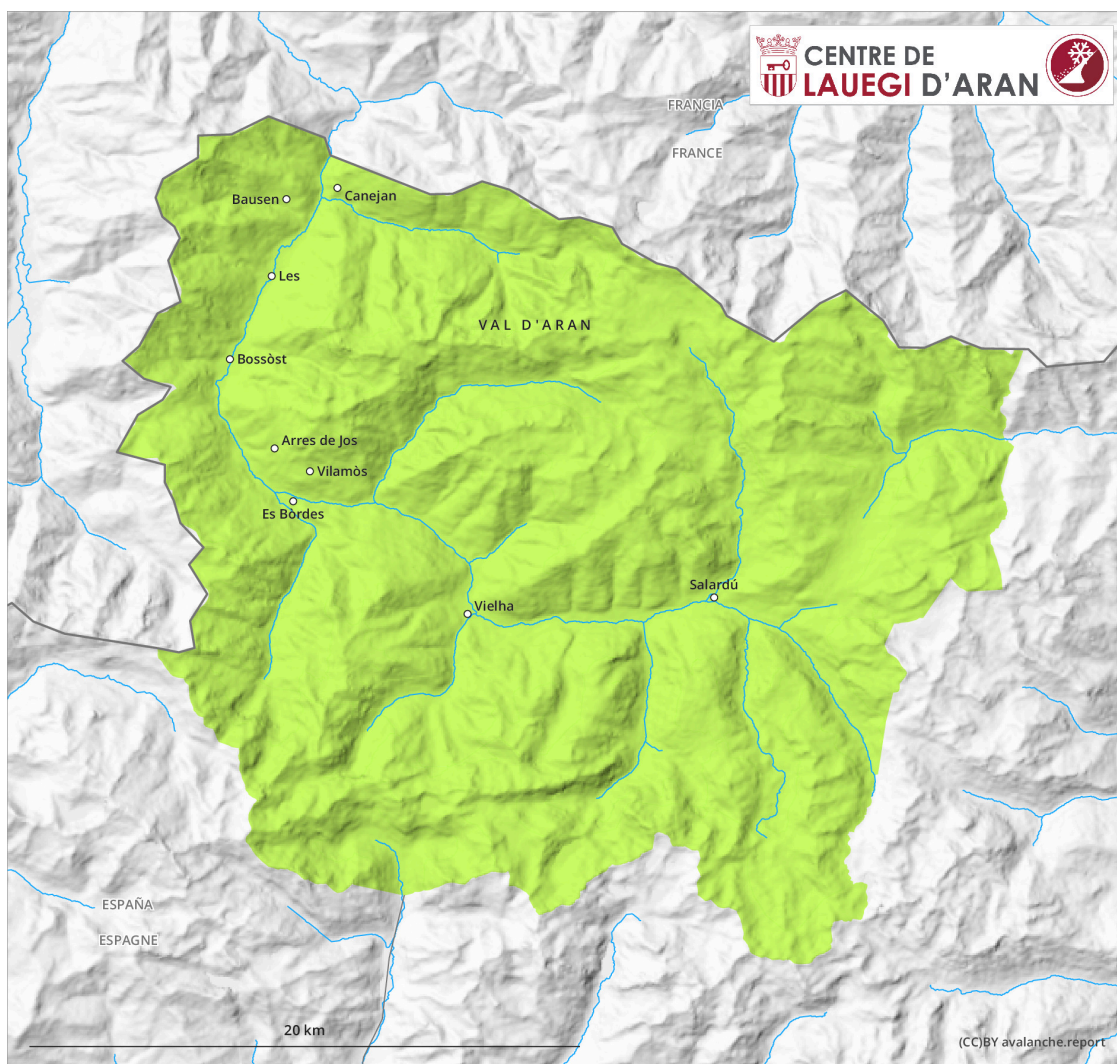 CENTRE DE
LAUEGI D'ARAN
FRANCIA
FRANCE
Bausen
Canejan
Les
VAL D'ARAN
Bossòst
Arres de Jos
Vilamòs
Es Bòrdes
Salardú
Vielha
ESPAÑA
ESPAGNE
20 km
(CC)BY avalanche.report